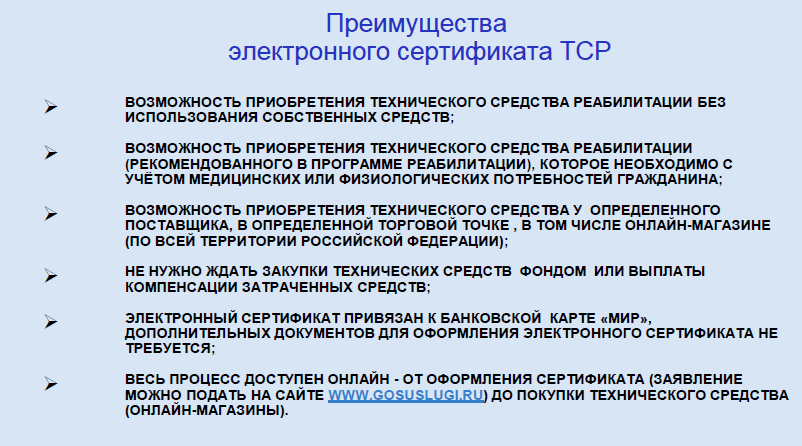 Преимущества
электронного сертификата ТСР
ВОЗМОЖНОСТЬ ПРИОБРЕТЕНИЯ ТЕХНИЧЕСКОГО СРЕДСТВА РЕАБИЛИТАЦИИ БЕЗ
ИСПОЛЬЗОВАНИЯ СОБСТВЕННЫХ СРЕДСТВ;
ВОЗМОЖНОСТЬ ПРИОБРЕТЕНИЯ ТЕХНИЧЕСКОГО СРЕДСТВА РЕАБИЛИТАЦИИ
(РЕКОМЕНДОВАННОГО В ПРОГРАММЕ РЕАБИЛИТАЦИИ), КОТОРОЕ НЕОБХОДИМО С
УЧЁТОМ МЕДИЦИНСКИХ ИЛИ ФИЗИОЛОГИЧЕСКИХ ПОТРЕБНОСТЕЙ ГРАЖДАНИНА;
ВОЗМОЖНОСТЬ ПРИОБРЕТЕНИЯ ТЕХНИЧЕСКОГО СРЕДСТВА У ОПРЕДЕЛЕННОГО
ПОСТАВЩИКА, В ОПРЕДЕЛЕННОЙ ТОРГОВОЙ ТОЧКЕ , В ТОМ ЧИСЛЕ ОНЛАЙН-МАГАЗИНЕ
(ПО ВСЕЙ ТЕРРИТОРИИ РОССИЙСКОЙ ФЕДЕРАЦИИ);
НЕ НУЖНО ЖДАТЬ ЗАКУПКИ ТЕХНИЧЕСКИХ СРЕДСТВ ФОНДОМ ИЛИ ВЫПЛАТЫ
КОМПЕНСАЦИИ ЗАТРАЧЕННЫХ СРЕДСТВ;
ЭЛЕКТРОННЫЙ СЕРТИФИКАТ ПРИВЯЗАН К БАНКОВСКОЙ КАРТЕ «МИР»,
ДОПОЛНИТЕЛЬНЫХ ДОКУМЕНТОВ ДЛЯ ОФОРМЛЕНИЯ ЭЛЕКТРОННОГО СЕРТИФИКАТА НЕ
ТРЕБУЕТСЯ;
ВЕСЬ ПРОЦЕСС ДОСТУПЕН ОНЛАЙН - ОТ ОФОРМЛЕНИЯ СЕРТИФИКАТА (ЗАЯВЛЕНИЕ
МОЖНО ПОДАТЬ НА САЙТЕ WWW.GOSUSLUGI.RU) ДО ПОКУПКИ ТЕХНИЧЕСКОГО СРЕДСТВА
(ОНЛАЙН-МАГАЗИНЫ).